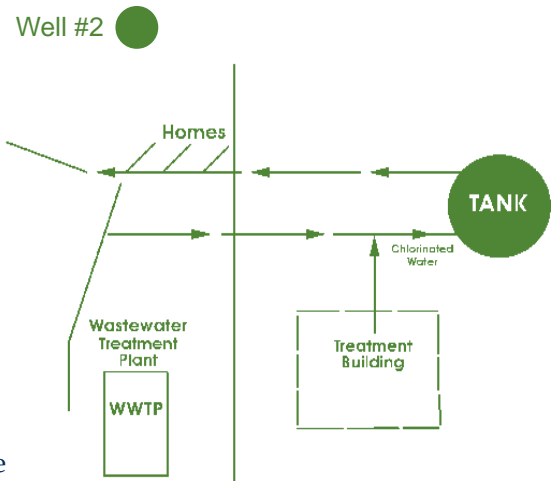 Well #2
Homes
TANK
Chlorinated
Water
Wastewater
Treatment
Plant
Treatment
Building
WWTP
e